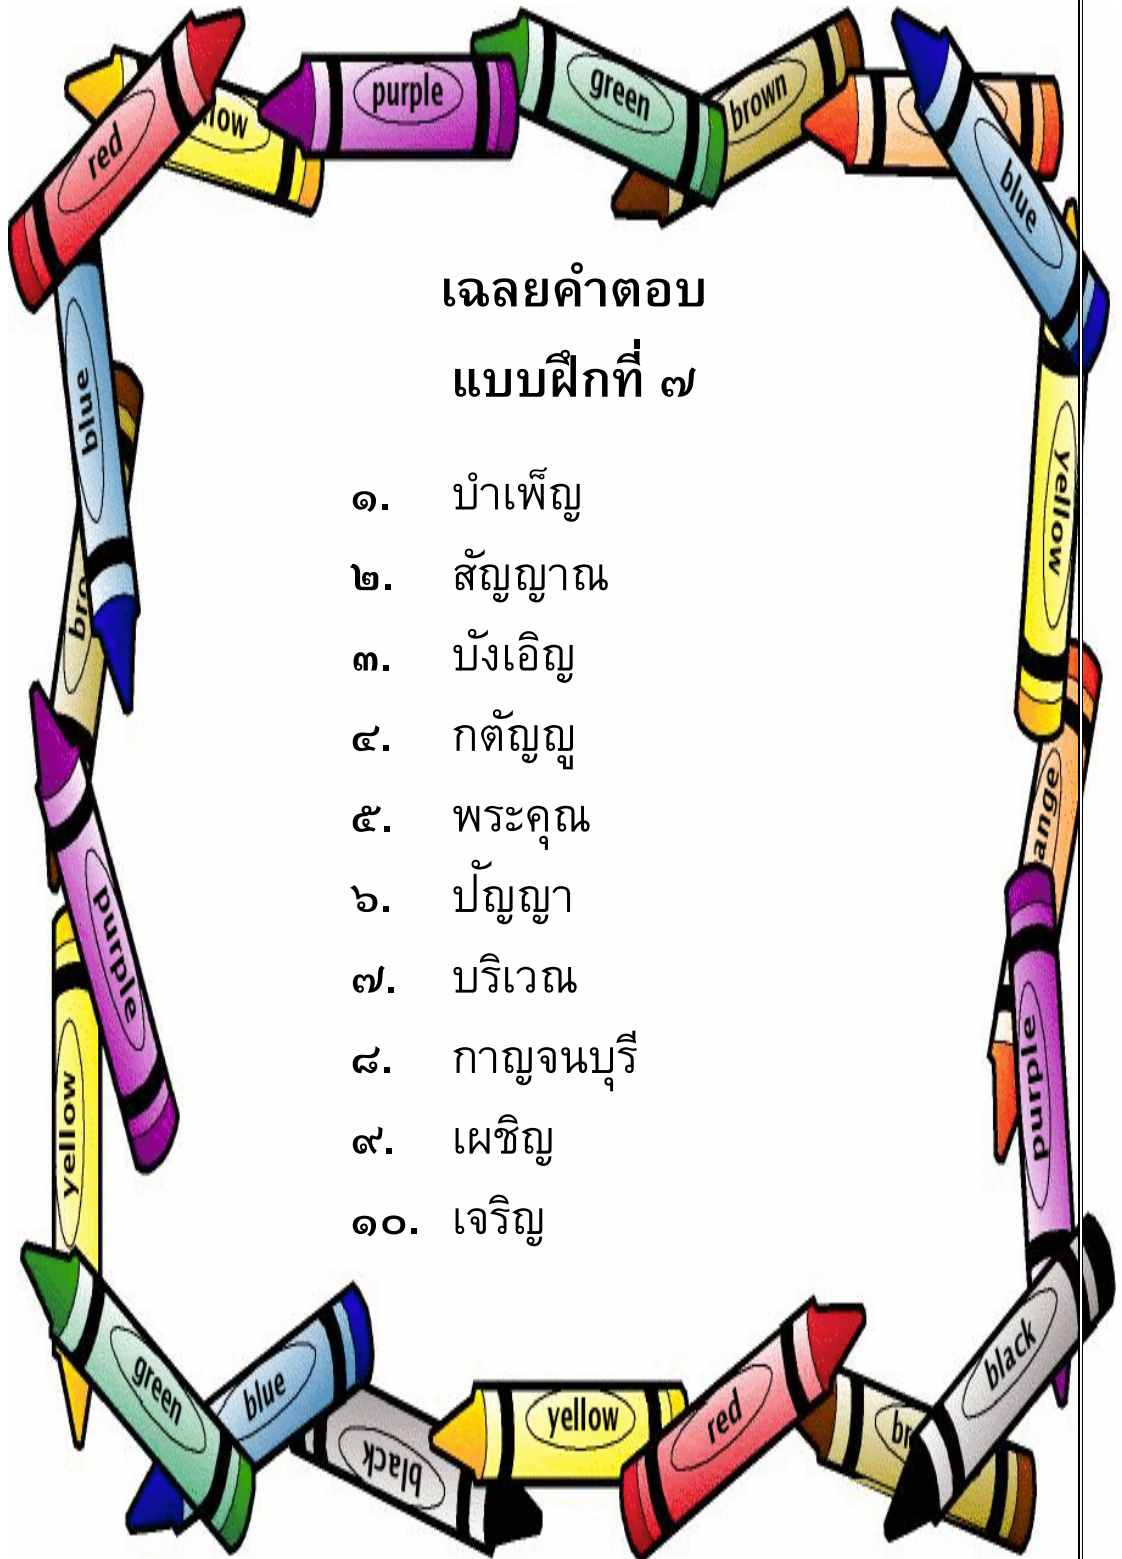 red
low
purple
green
brown
blue
เฉลยคำตอบ
แบบฝึกที่ ๗
blue
yellow
๑. บำเพ็ญ
๒. สัญญาณ
bro
๓. บังเอิญ
๔. กตัญญู
ange
๕. พระคุณ
๖. ปัญญา
purple
๗. บริเวณ
๘. กาญจนบุรี
purple
yellow
๙. เผชิญ
๑๐. เจริญ
green
blue
black
yellow
red
br
black